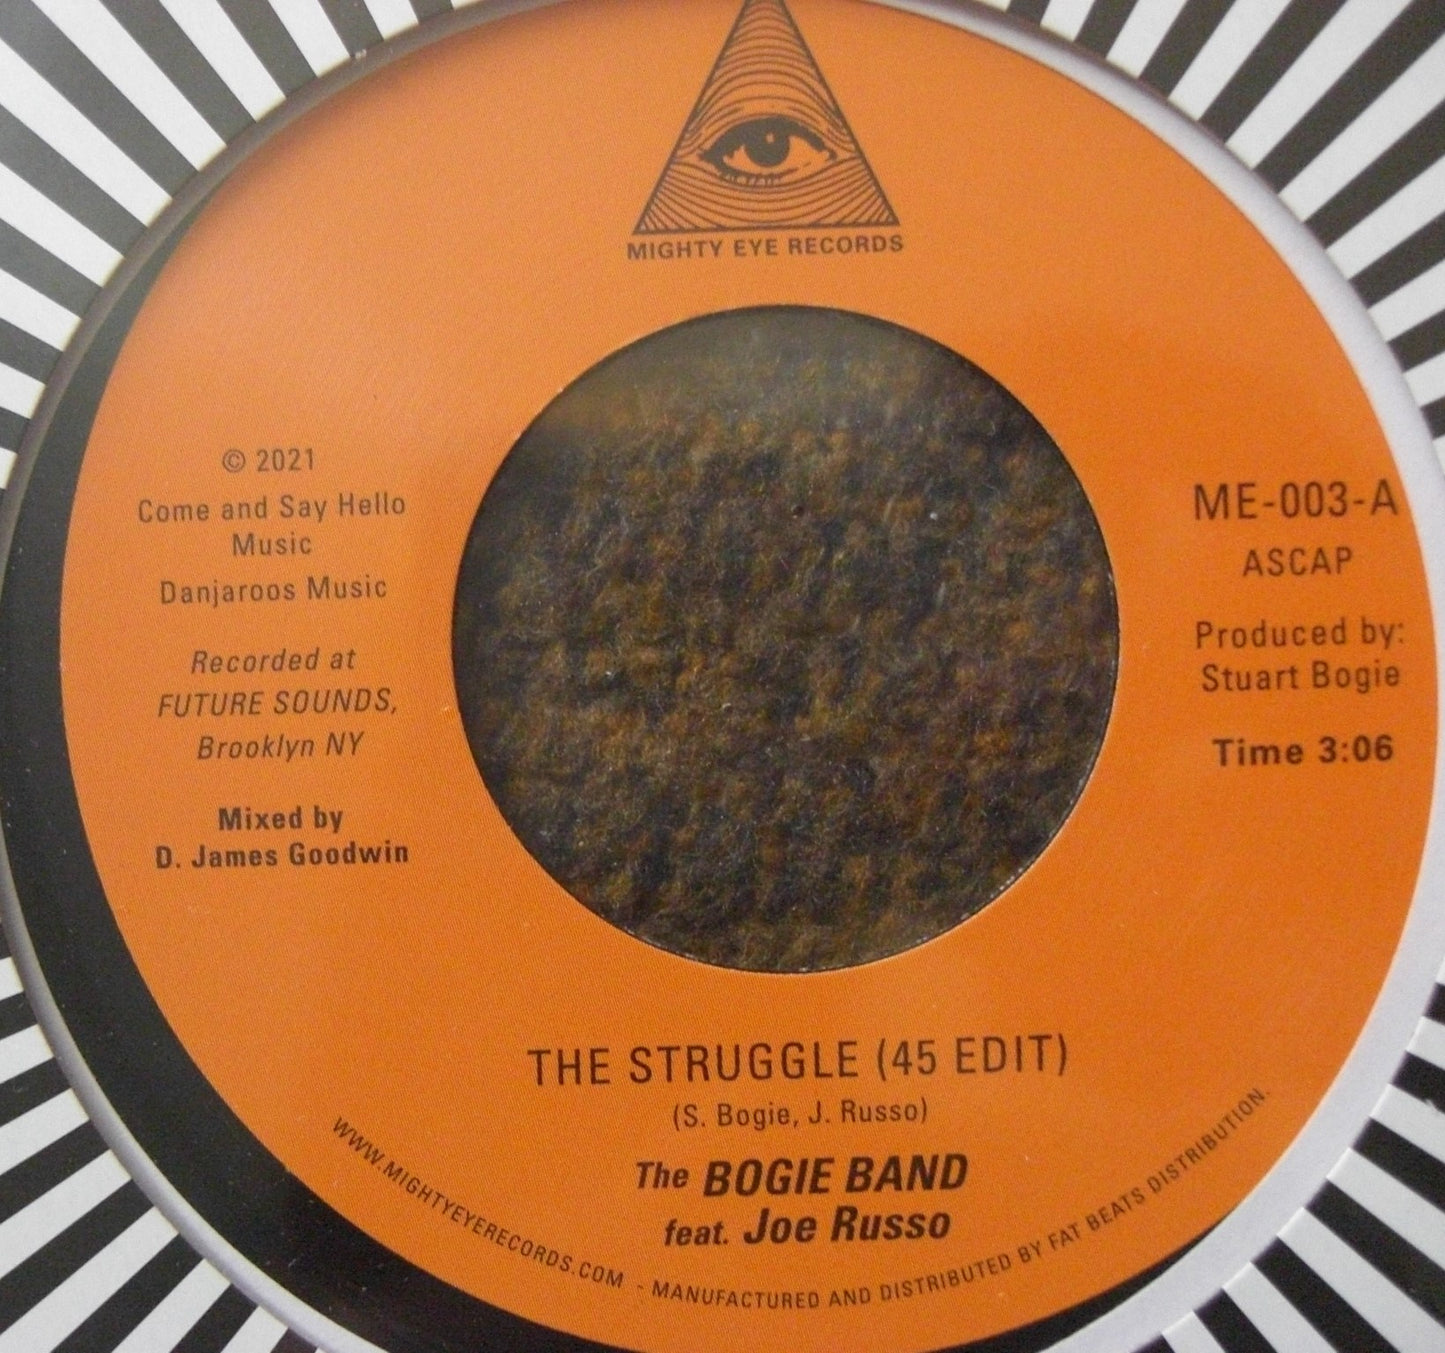 MIGHTY EYE RECORDS
© 2021
Come and Say Hello
Music
Danjaroos Music
Recorded at
FUTURE SOUNDS,
Brooklyn NY
Mixed by
D. James Goodwin
ME-003-A
ASCAP
Produced by:
Stuart Bogie
Time 3:06
THE STRUGGLE (45 EDIT)
(S. Bogie, J. Russo)
The BOGIE BAND
feat. Joe Russo
WWW.MIGHTYEYERECORDS.COM - MANUFACTURED AND DISTRIBUTED BY FAT BEATS DISTRIBUTION.